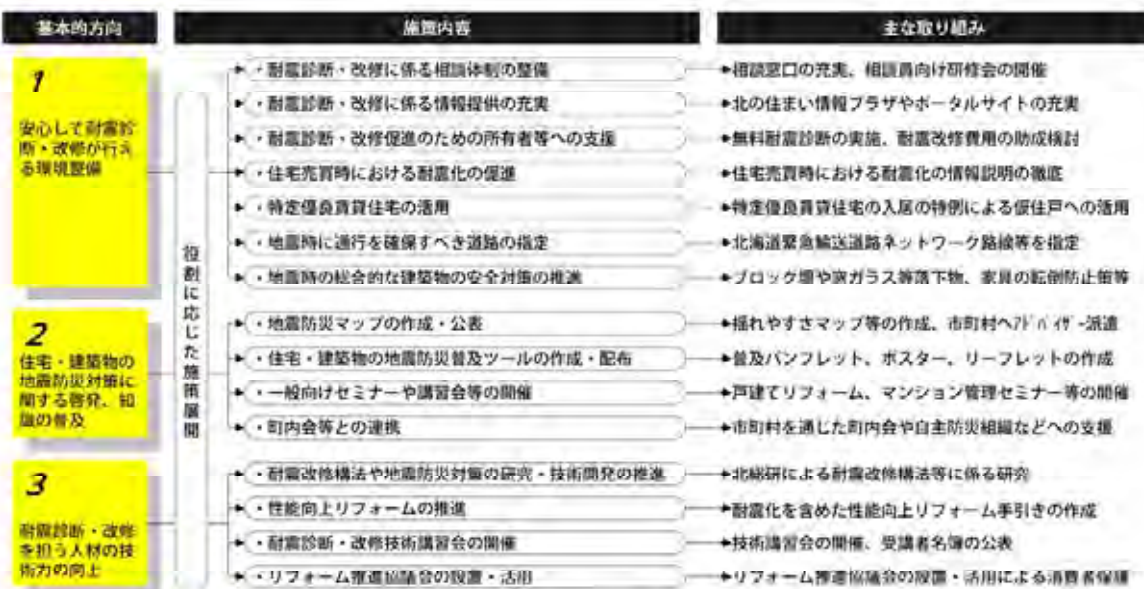 基本的方向
施策内容
主な取り組み
1
安心して耐震診
断・改修が行え
る環境整備
役割に応じた施策展開
・耐震診断・改修に係る相談体制の整備
相談窓口の充実、相談員向け研修会の開催
・耐震診断・改修に係る情報提供の充実
北の住まい情報プラザやポータルサイトの充実
・耐震診断・改修促進のための所有者等への支援
無料耐震診断の実施、耐震改修費用の助成検討
・住宅売買時における耐震化の促進
住宅売買時における耐震化の情報説明の徹底
・特定優良賃貸住宅の活用
特定優良賃貸住宅の入居の特例による仮住戸への活用
・地震時に通行を確保すべき道路の指定
北海道緊急輸送道路ネットワーク路線等を指定
・地震時の総合的な建築物の安全対策の推進
ブロック塀や窓ガラス等落下物、家具の転倒防止策等
2
住宅・建築物の
地震防災対策に
関する啓発、知
識の普及
・地震防災マップの作成・公表
揺れやすさマップ等の作成、市町村へｱﾄﾞﾊﾞｲｻﾞｰ派遣
・住宅・建築物の地震防災普及ツールの作成・配布
普及パンフレット、ポスター、リーフレットの作成
・一般向けセミナーや講習会等の開催
戸建てリフォーム、マンション管理セミナー等の開催
・町内会等との連携
市町村を通じた町内会や自主防災組織などへの支援
3
耐震診断・改修
を担う人材の技
術力の向上
・耐震改修構法や地震防災対策の研究・技術開発の推進
北総研による耐震改修構法等に係る研究
・性能向上リフォームの推進
耐震化を含めた性能向上リフォーム手引きの作成
・耐震診断・改修技術講習会の開催
技術講習会の開催、受講者名簿の公表
・リフォーム推進協議会の設置・活用
リフォーム推進協議会の設置・活用による消費者保護